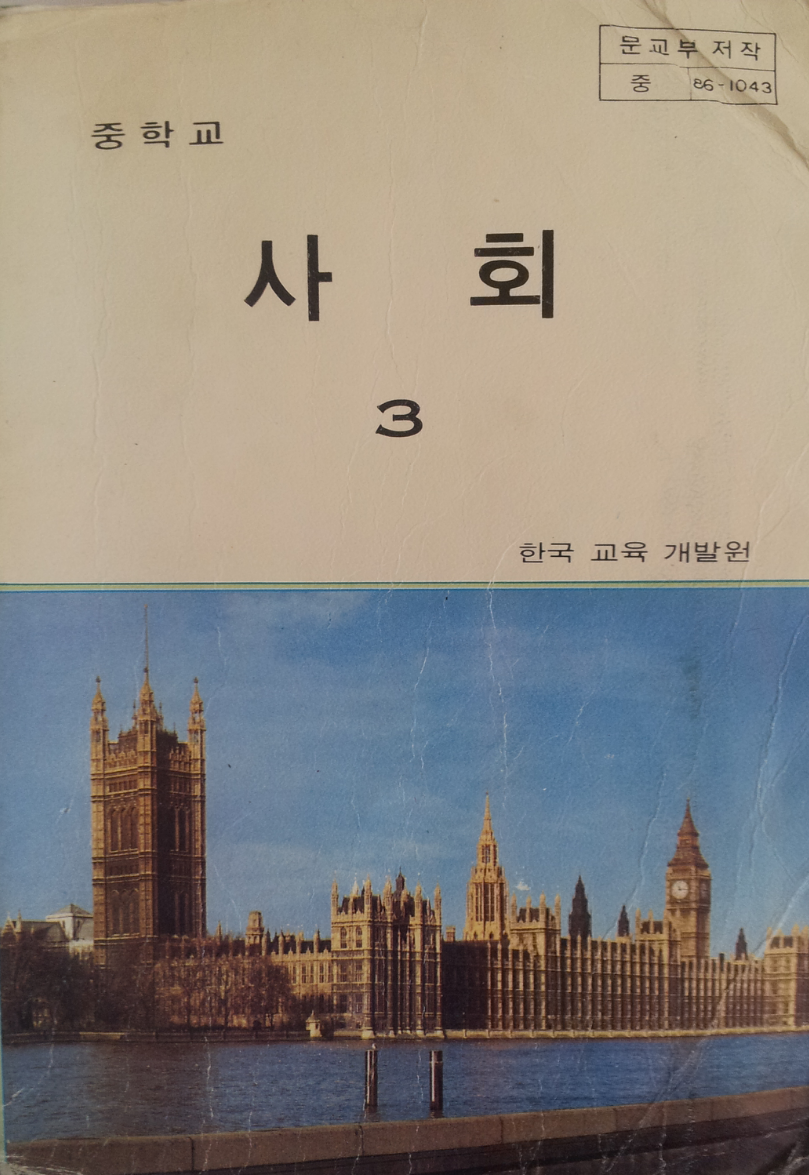 문교부 저작
중 86-1043
중학교
사 회
3
한국 교육 개발원